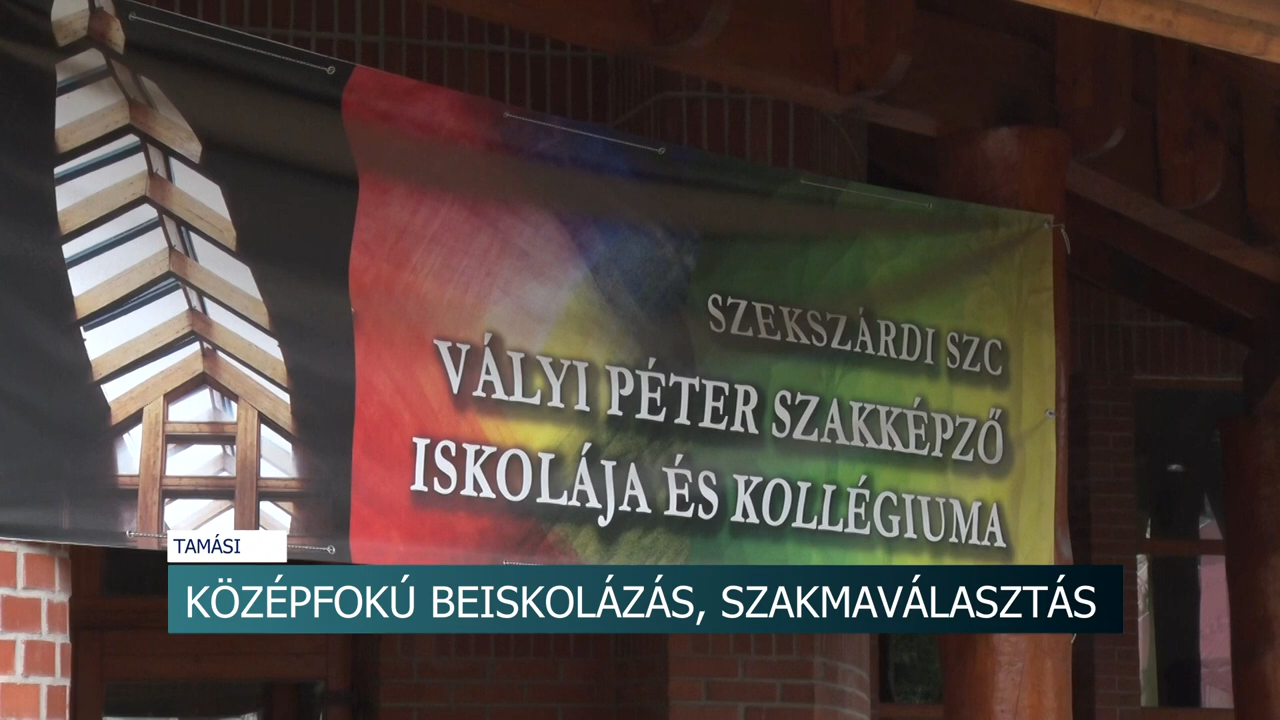 SZEKSZÁRDI SZC
VÁLYI PÉTER SZAKKÉPZŐ
ISKOLÁJA ÉS KOLLÉGIUMA
TAMÁSI
KÖZÉPFOKÚ BEISKOLÁZÁS, SZAKMAVÁLASZTÁS